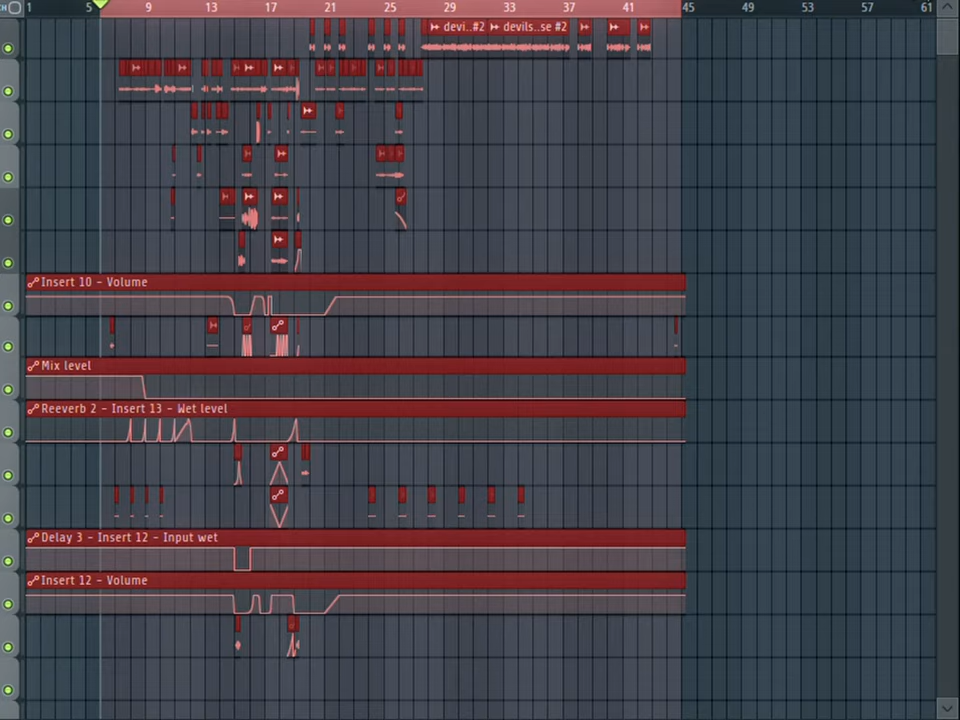 CH 1 5 9 13 17 21 25 29 33 37 41 45 49 53 57 61
devi..#2 devils..se #2
Insert 10 - Volume
Mix level
Reeverb 2 - Insert 13 - Wet level
Delay 3 - Insert 12 - Input wet
Insert 12 - Volume